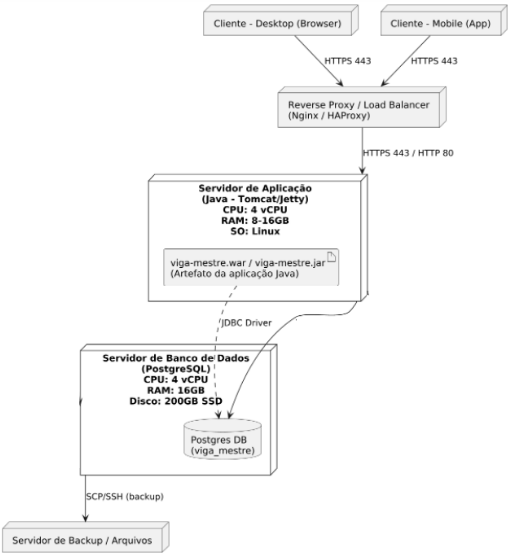 Cliente - Desktop (Browser)
Cliente - Mobile (App)
HTTPS 443
HTTPS 443
Reverse Proxy / Load Balancer
(Nginx / HAProxy)
HTTPS 443 / HTTP 80
Servidor de Aplicação
(Java - Tomcat/Jetty)
CPU: 4 vCPU
RAM: 8-16GB
SO: Linux
viga-mestre.war / viga-mestre.jar
(Artefato da aplicação Java)
JDBC Driver
Servidor de Banco de Dados
(PostgreSQL)
CPU: 4 vCPU
RAM: 16GB
Disco: 200GB SSD
Postgres DB
(viga_mestre)
SCP/SSH (backup)
Servidor de Backup / Arquivos